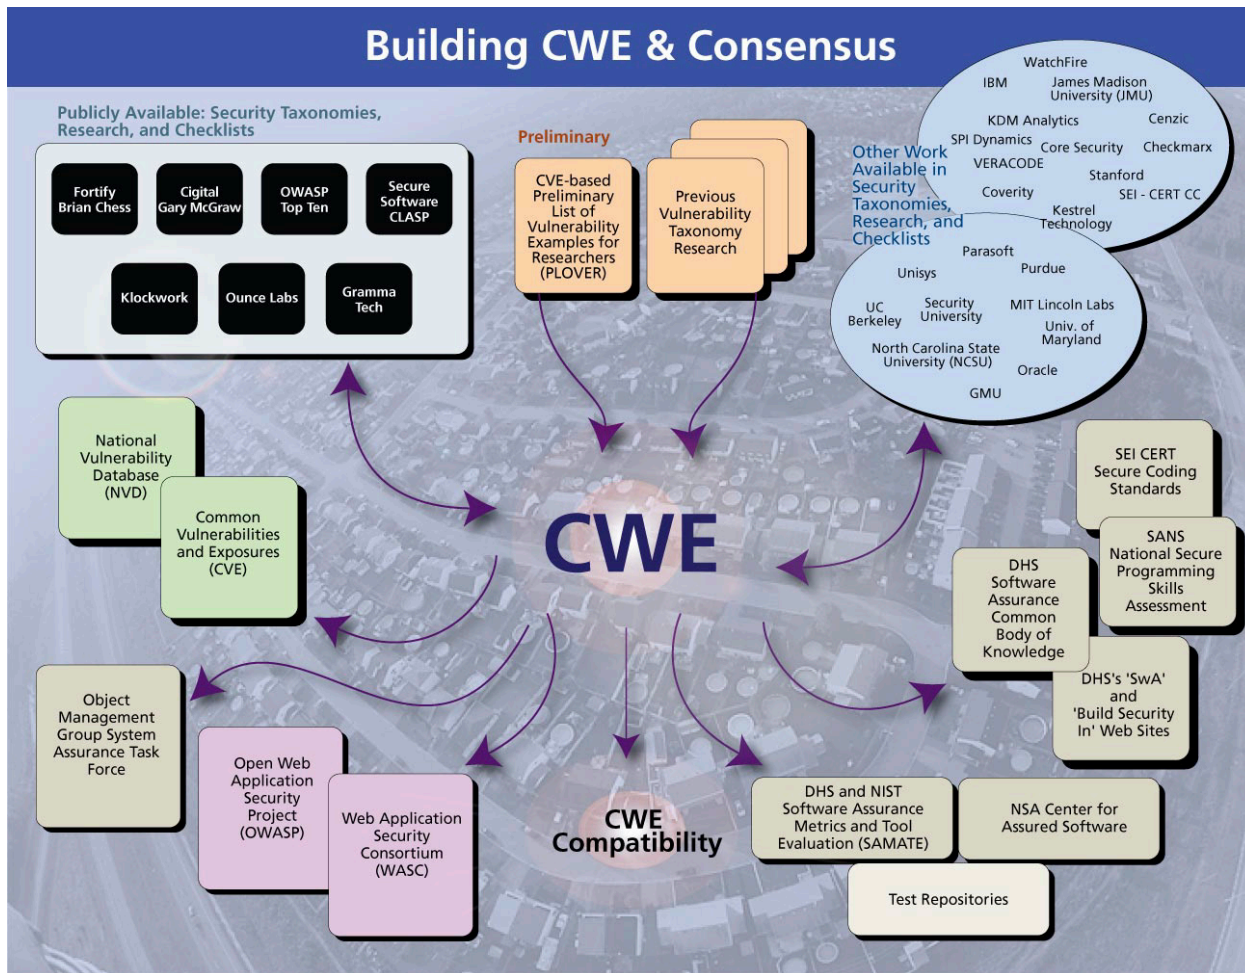 Building CWE & Consensus
Publicly Available: Security Taxonomies,
Research, and Checklists
Fortify
Brian Chess
Cigital
Gary McGraw
OWASP
Top Ten
Secure
Software
CLASP
Klockwork
Ounce Labs
Gramma
Tech
Preliminary
CVE-based
Preliminary
List of
Vulnerability
Examples for
Researchers
(PLOVER)
Previous
Vulnerability
Taxonomy
Research
Other Work
Available in
Security
Taxonomies,
Research, and
Checklists
WatchFire
IBM
James Madison
University (JMU)
KDM Analytics
Cenzic
SPI Dynamics
Core Security
Checkmarx
VERACODE
Stanford
Coverity
SEI - CERT CC
Kestrel
Technology
Parasoft
Unisys
Purdue
UC
Berkeley
Security
University
MIT Lincoln Labs
Univ. of
Maryland
North Carolina State
University (NCSU)
Oracle
GMU
National
Vulnerability
Database
(NVD)
Common
Vulnerabilities
and Exposures
(CVE)
CWE
SEI CERT
Secure Coding
Standards
SANS
National Secure
Programming
Skills
Assessment
DHS
Software
Assurance
Common
Body of
Knowledge
DHS's 'SwA'
and
'Build Security
In' Web Sites
Object
Management
Group System
Assurance Task
Force
Open Web
Application
Security
Project
(OWASP)
Web Application
Security
Consortium
(WASC)
CWE
Compatibility
DHS and NIST
Software Assurance
Metrics and Tool
Evaluation (SAMATE)
NSA Center for
Assured Software
Test Repositories